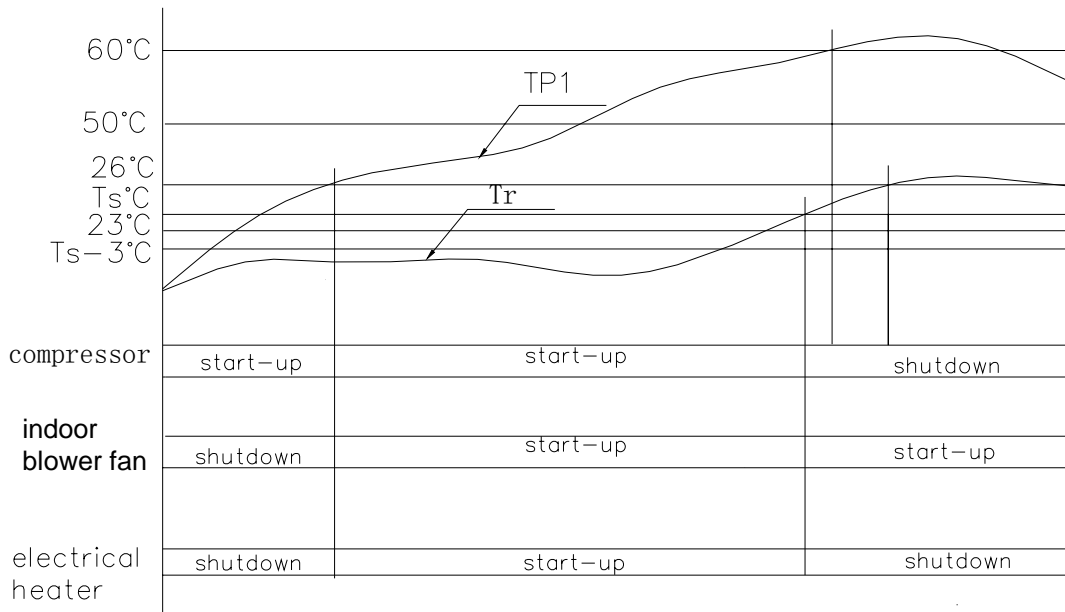 60°C
TP1
50°C
26°C
Ts°C
Tr
23°C
Ts-3°C
compressor
start-up
start-up
shutdown
indoor
blower fan
shutdown
start-up
start-up
electrical
heater
shutdown
start-up
shutdown